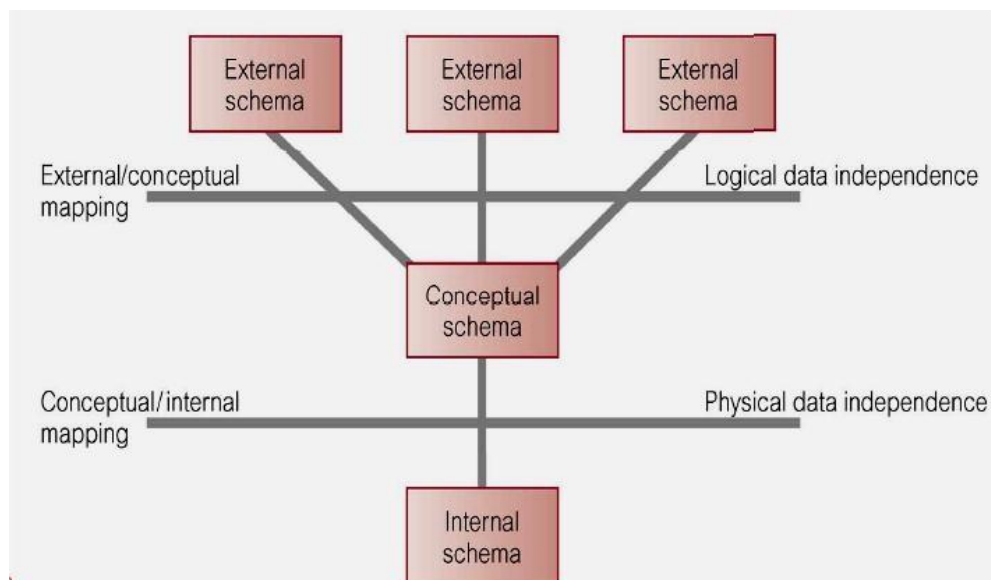 External
schema
External
schema
External
schema
External/conceptual
mapping
Logical data independence
Conceptual
schema
Conceptual/internal
mapping
Physical data independence
Internal
schema